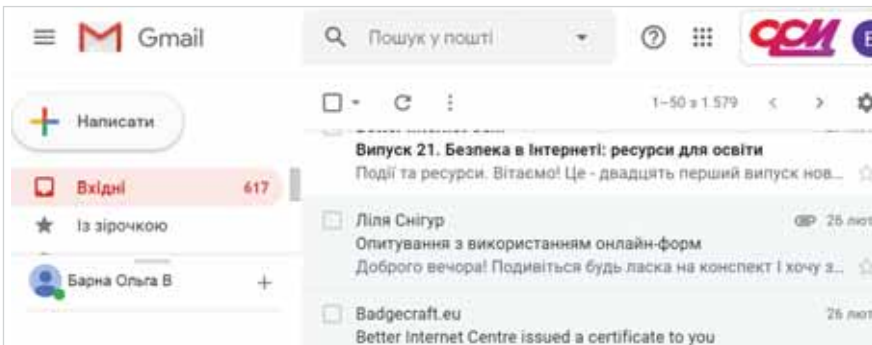 Gmail
Пошук у пошті
Написати
1–50 з 1 579
Випуск 21. Безпека в Інтернеті: ресурси для освіти
Події та ресурси. Вітаємо! Це - двадцять перший випуск нов...
Вхідні 617
Із зірочкою
Ліля Снігур 26 лют
Опитування з використанням онлайн-форм
Доброго вечора! Подивіться будь ласка на конспект І хочу з...
Барна Ольга В
Badgecraft.eu 26 лют
Better Internet Centre issued a certificate to you